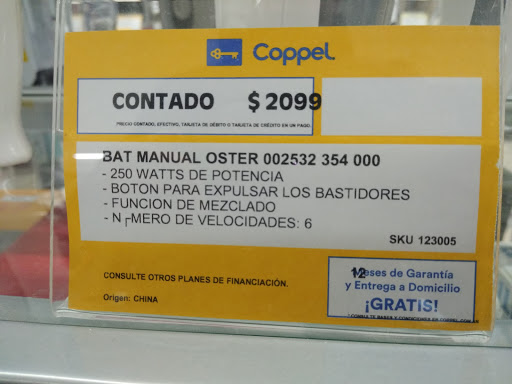 Coppel
CONTADO $ 2099
PRECIO CONTADO, EFECTIVO, TARJETA DE DÉBITO O TARJETA DE CRÉDITO EN UN PAGO.
BAT MANUAL OSTER 002532 354 000
- 250 WATTS DE POTENCIA
- BOTON PARA EXPULSAR LOS BASTIDORES
- FUNCION DE MEZCLADO
- N┌MERO DE VELOCIDADES: 6
SKU 123005
CONSULTE OTROS PLANES DE FINANCIACIÓN.
Origen: CHINA
12 Meses de Garantía
y Entrega a Domicilio
¡GRATIS!